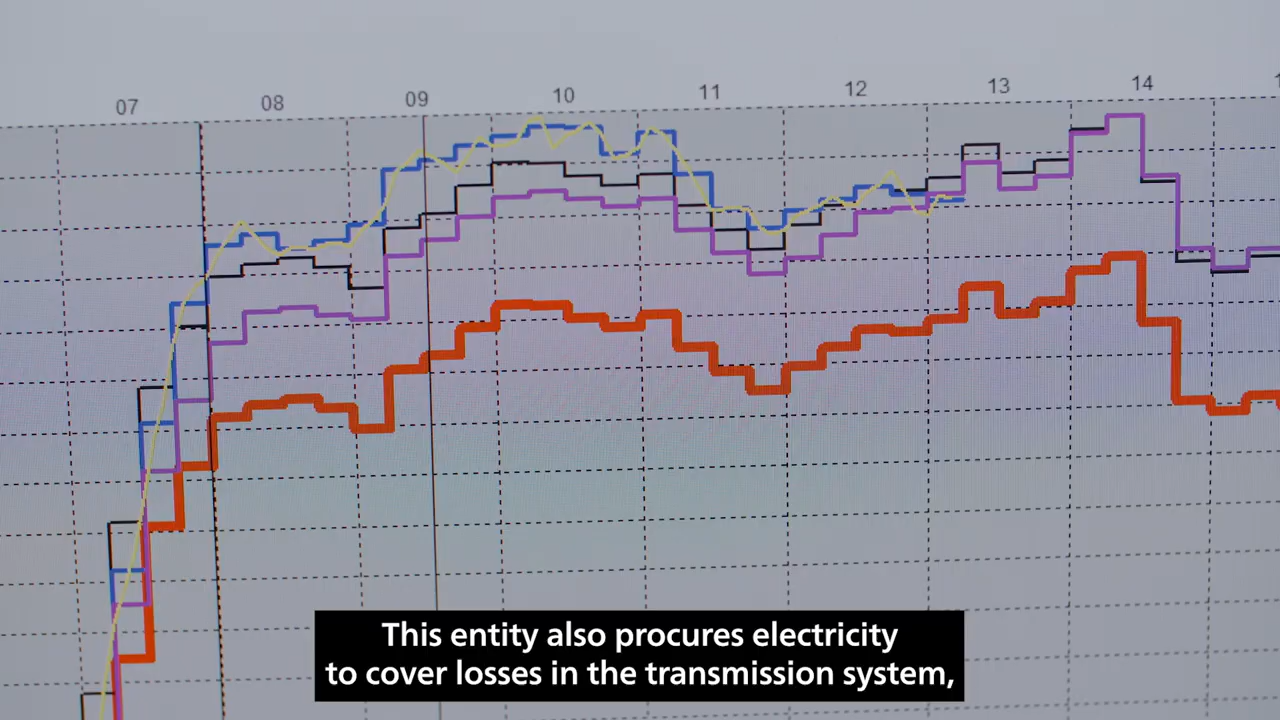 07 08 09 10 11 12 13 14
This entity also procures electricity
to cover losses in the transmission system,